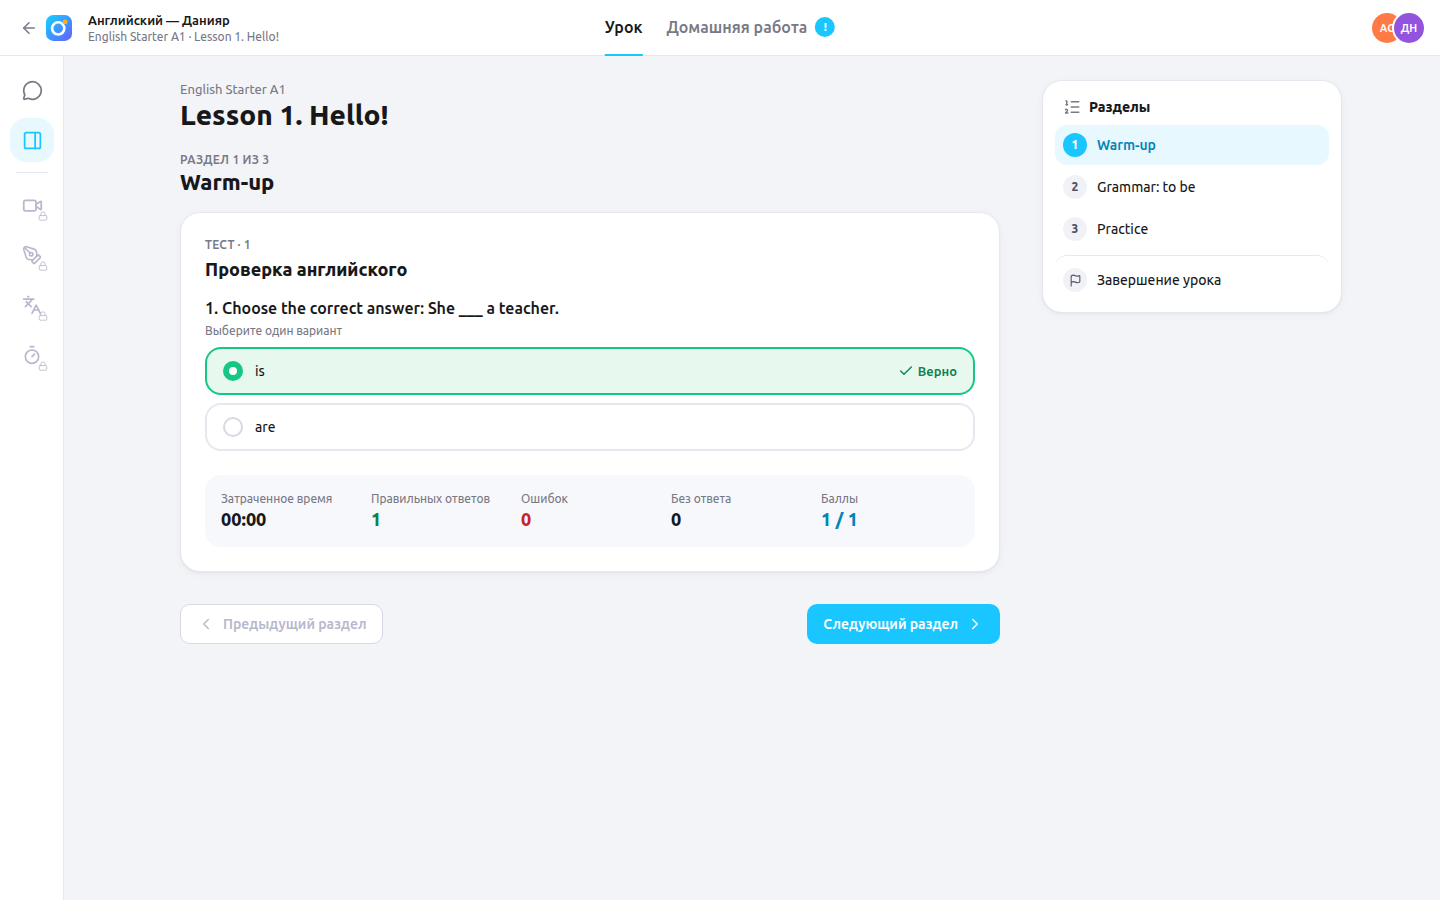 Английский — Данияр
English Starter A1 · Lesson 1. Hello!
Урок
Домашняя работа
!
ДН
English Starter A1
Lesson 1. Hello!
РАЗДЕЛ 1 ИЗ 3
Warm-up
ТЕСТ · 1
Проверка английского
1. Choose the correct answer: She ___ a teacher.
Выберите один вариант
is
Верно
are
Затраченное время
00:00
Правильных ответов
1
Ошибок
0
Без ответа
0
Баллы
1 / 1
Предыдущий раздел
Следующий раздел
Разделы
1 Warm-up
2 Grammar: to be
3 Practice
Завершение урока